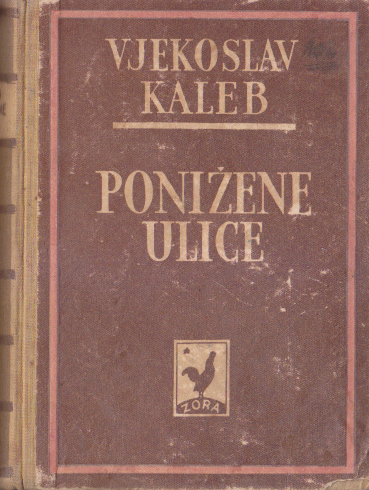 VJEKOSLAV
KALEB
PONIŽENE
ULICE
ZORA